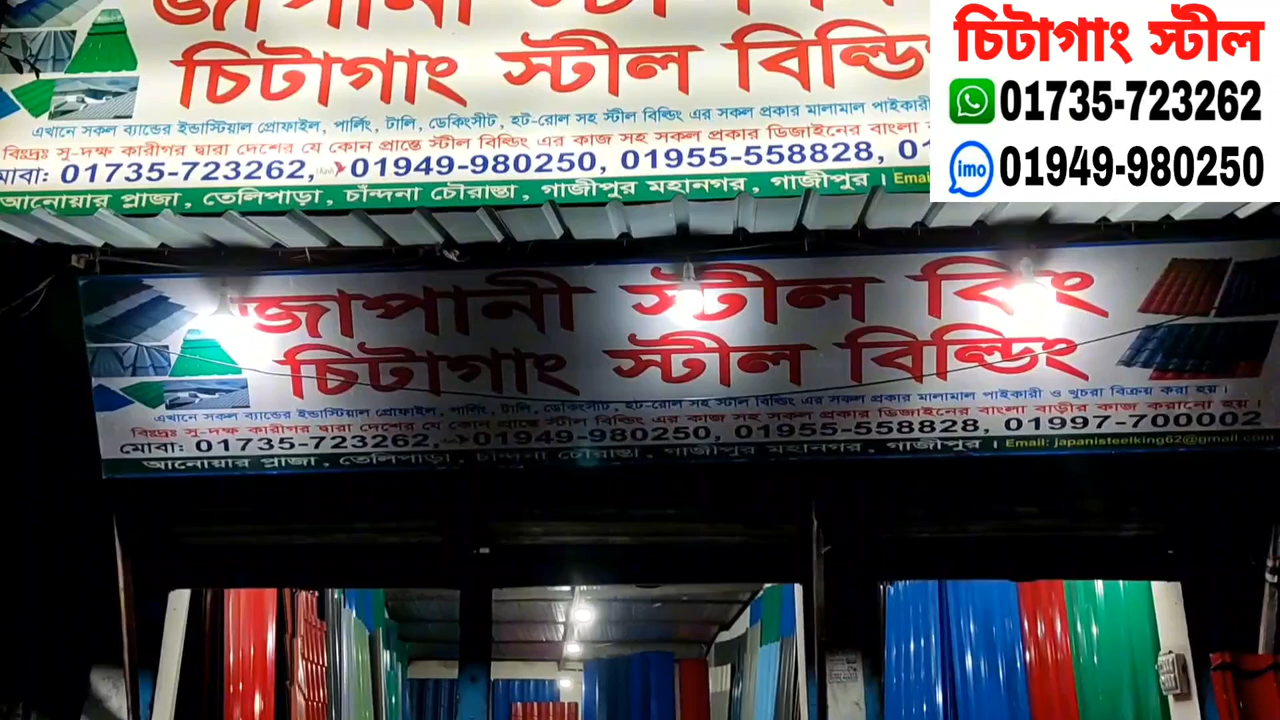 চিটাগাং স্টীল
01735-723262
imo 01949-980250
জাপানী
চিটাগাং স্টীল বিল্ডিং
এখানে সকল ব্যান্ডের ইন্ডাস্টিয়াল প্রোফাইল, পার্লিং, টালি, ডেকিংসীট, হট-রোল সহ স্টীল বিল্ডিং এর সকল প্রকার মালামাল পাইকারী
বিঃদ্রঃ সু-দক্ষ কারীগর দ্বারা দেশের যে কোন প্রান্তে স্টীল বিল্ডিং এর কাজ সহ সকল প্রকার ডিজাইনের বাংলা
মোবা: 01735-723262, 01949-980250, 01955-558828, 01
আনোয়ার প্লাজা, তেলিপাড়া, চাঁন্দনা চৌরাস্তা, গাজীপুর মহানগর, গাজীপুর। Emai
জাপানী স্টীল কিং
চিটাগাং স্টীল বিল্ডিং
এখানে সকল ব্যান্ডের ইন্ডাস্টিয়াল প্রোফাইল, পার্লিং, টালি, ডেকিংসীট, হট-রোল সহ স্টীল বিল্ডিং এর সকল প্রকার মালামাল পাইকারী ও খুচরা বিক্রয় করা হয়।
বিঃদ্রঃ সু-দক্ষ কারীগর দ্বারা দেশের যে কোন প্রান্তে স্টীল বিল্ডিং এর কাজ সহ সকল প্রকার ডিজাইনের বাংলা বাড়ীর কাজ করানো হয়।
মোবা: 01735-723262, 01949-980250, 01955-558828, 01997-700002
আনোয়ার প্লাজা, তেলিপাড়া, চাঁন্দনা চৌরাস্তা, গাজীপুর মহানগর, গাজীপুর। Email: japanisteelking62@gmail.com